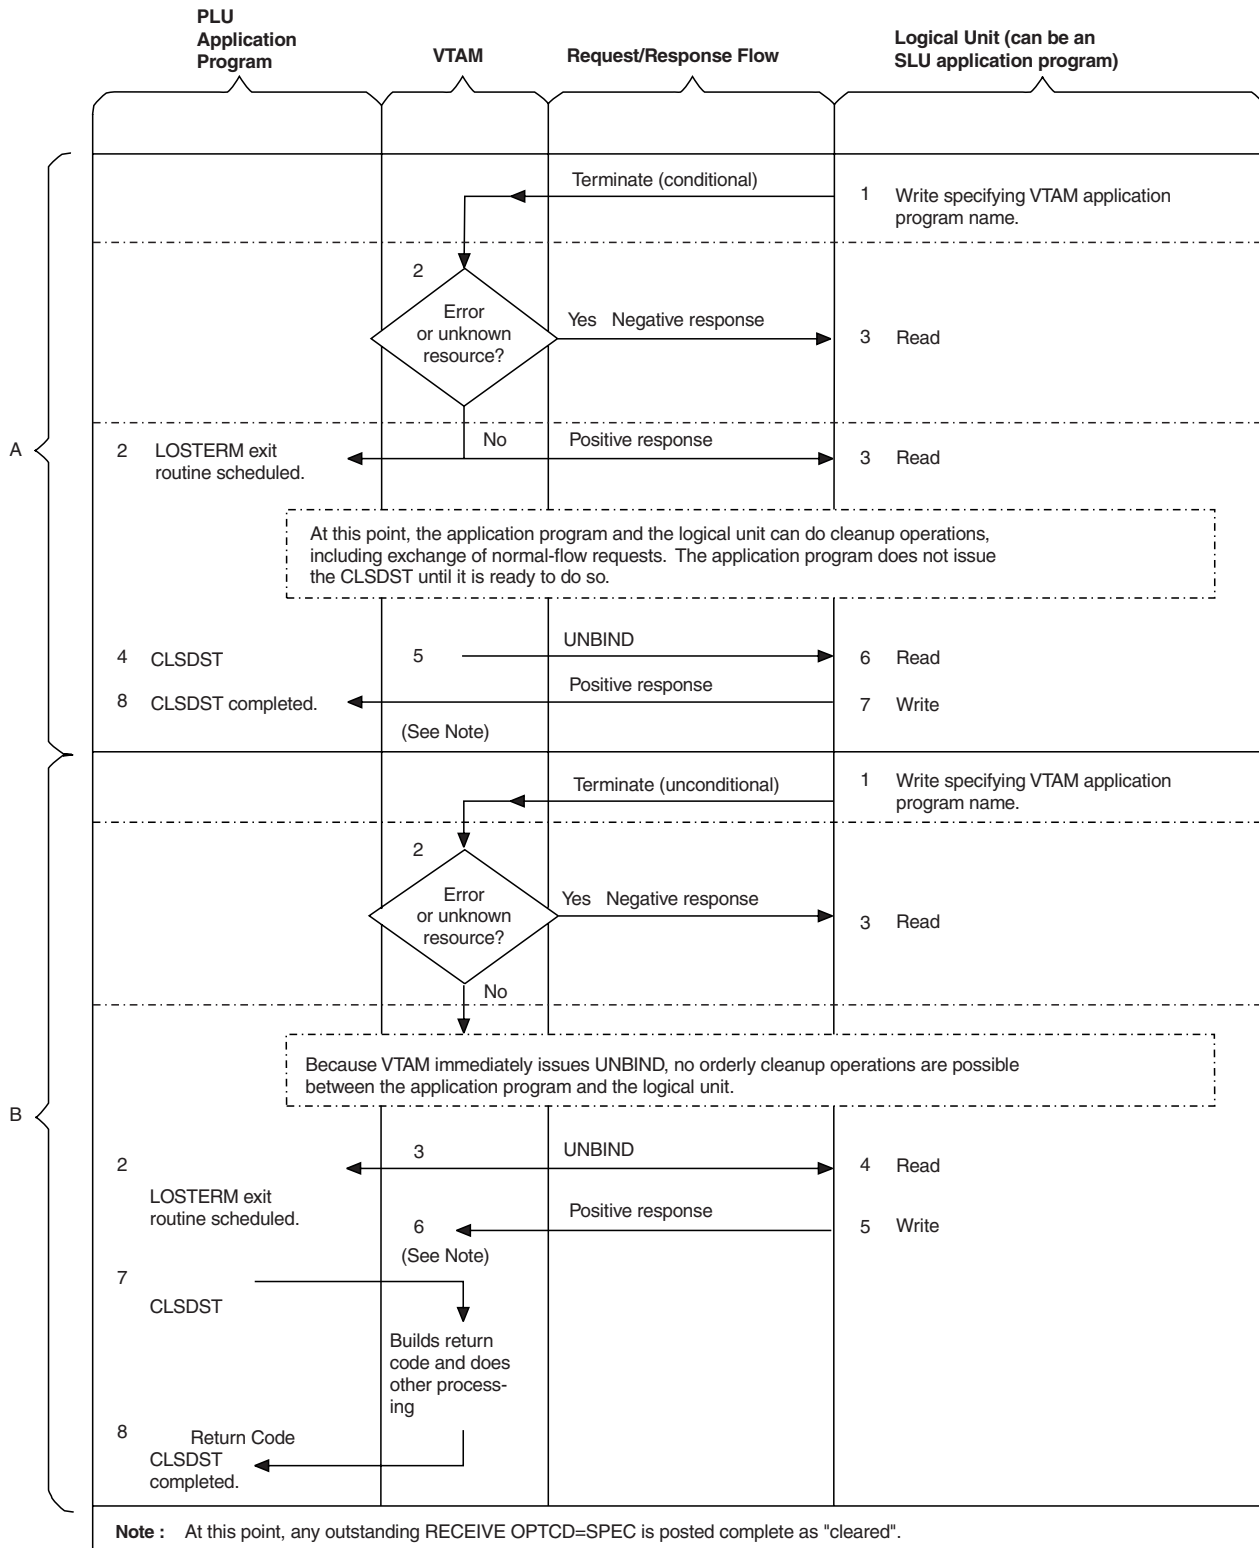 PLU
Application
Program
VTAM
Request/Response Flow
Logical Unit (can be an
SLU application program)
A
Terminate (conditional)
1 Write specifying VTAM application
program name.
2
Error
or unknown
resource?
Yes Negative response
3 Read
No
Positive response
2 LOSTERM exit
routine scheduled.
3 Read
At this point, the application program and the logical unit can do cleanup operations,
including exchange of normal-flow requests. The application program does not issue
the CLSDST until it is ready to do so.
4 CLSDST
5
UNBIND
6 Read
8 CLSDST completed.
Positive response
7 Write
(See Note)
B
Terminate (unconditional)
1 Write specifying VTAM application
program name.
2
Error
or unknown
resource?
Yes Negative response
3 Read
No
Because VTAM immediately issues UNBIND, no orderly cleanup operations are possible
between the application program and the logical unit.
2
LOSTERM exit
routine scheduled.
3
UNBIND
4 Read
Positive response
6
5 Write
(See Note)
7
CLSDST
Builds return
code and does
other process-
ing
8
Return Code
CLSDST
completed.
Note : At this point, any outstanding RECEIVE OPTCD=SPEC is posted complete as "cleared".